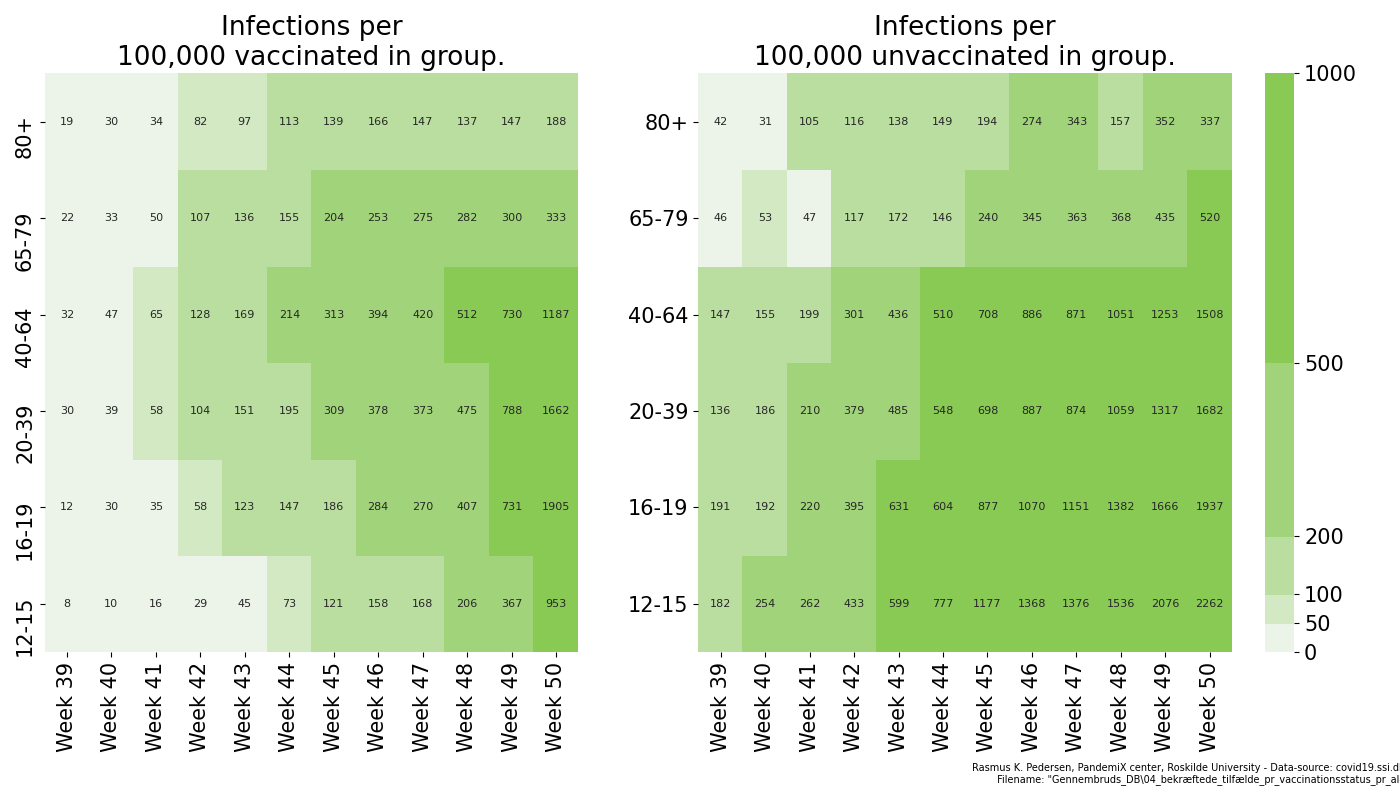 Infections per
100,000 vaccinated in group.
80+ 19 30 34 82 97 113 139 166 147 137 147 188
65-79 22 33 50 107 136 155 204 253 275 282 300 333
40-64 32 47 65 128 169 214 313 394 420 512 730 1187
20-39 30 39 58 104 151 195 309 378 373 475 788 1662
16-19 12 30 35 58 123 147 186 284 270 407 731 1905
12-15 8 10 16 29 45 73 121 158 168 206 367 953
Week 39 Week 40 Week 41 Week 42 Week 43 Week 44 Week 45 Week 46 Week 47 Week 48 Week 49 Week 50
Infections per
100,000 unvaccinated in group.
80+ 42 31 105 116 138 149 194 274 343 157 352 337
65-79 46 53 47 117 172 146 240 345 363 368 435 520
40-64 147 155 199 301 436 510 708 886 871 1051 1253 1508
20-39 136 186 210 379 485 548 698 887 874 1059 1317 1682
16-19 191 192 220 395 631 604 877 1070 1151 1382 1666 1937
12-15 182 254 262 433 599 777 1177 1368 1376 1536 2076 2262
Week 39 Week 40 Week 41 Week 42 Week 43 Week 44 Week 45 Week 46 Week 47 Week 48 Week 49 Week 50
1000
500
200
100
50
0
Rasmus K. Pedersen, PandemiX center, Roskilde University - Data-source: covid19.ssi.d
Filename: "Gennembruds_DB\04_bekræftede_tilfælde_pr_vaccinationsstatus_pr_al